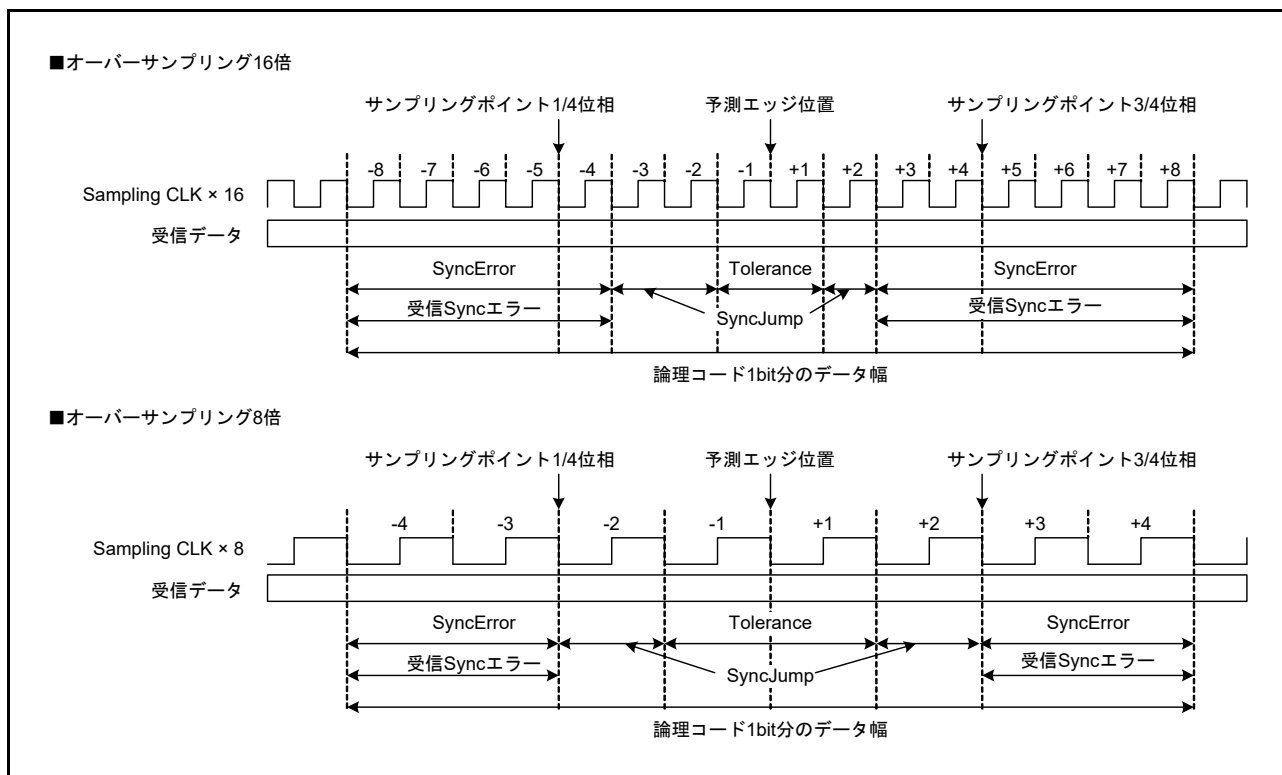 ■オーバーサンプリング16倍
サンプリングポイント1/4位相 予測エッジ位置 サンプリングポイント3/4位相
-8 -7 -6 -5 -4 -3 -2 -1 +1 +2 +3 +4 +5 +6 +7 +8
Sampling CLK × 16
受信データ
SyncError Tolerance SyncError
受信Syncエラー SyncJump 受信Syncエラー
論理コード1bit分のデータ幅
■オーバーサンプリング8倍
サンプリングポイント1/4位相 予測エッジ位置 サンプリングポイント3/4位相
-4 -3 -2 -1 +1 +2 +3 +4
Sampling CLK × 8
受信データ
SyncError Tolerance SyncError
受信Syncエラー SyncJump 受信Syncエラー
論理コード1bit分のデータ幅